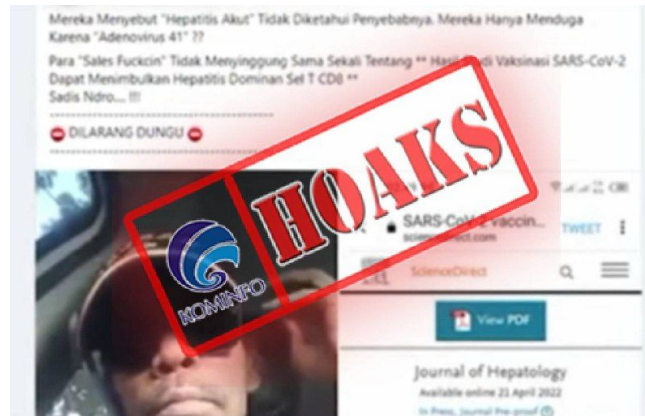 Mereka Menyebut "Hepatitis Akut" Tidak Diketahui Penyebabnya. Mereka Hanya Menduga
Karena "Adenovirus 41" ??
Para "Sales Fuckcin" Tidak Menyinggung Sama Sekali Tentang ** Hasil Studi Vaksinasi SARS-CoV-2
Dapat Menimbulkan Hepatitis Dominan Sel T CD8 **
Sadis Ndro.... !!!
DILARANG DUNGU
HOAKS
KOMINFO
SARS-CoV-2 vaccin...
TWEET
sciencedirect.com
ScienceDirect
View PDF
Journal of Hepatology
Available online 21 April 2022
In Press, Journal Pre-proof